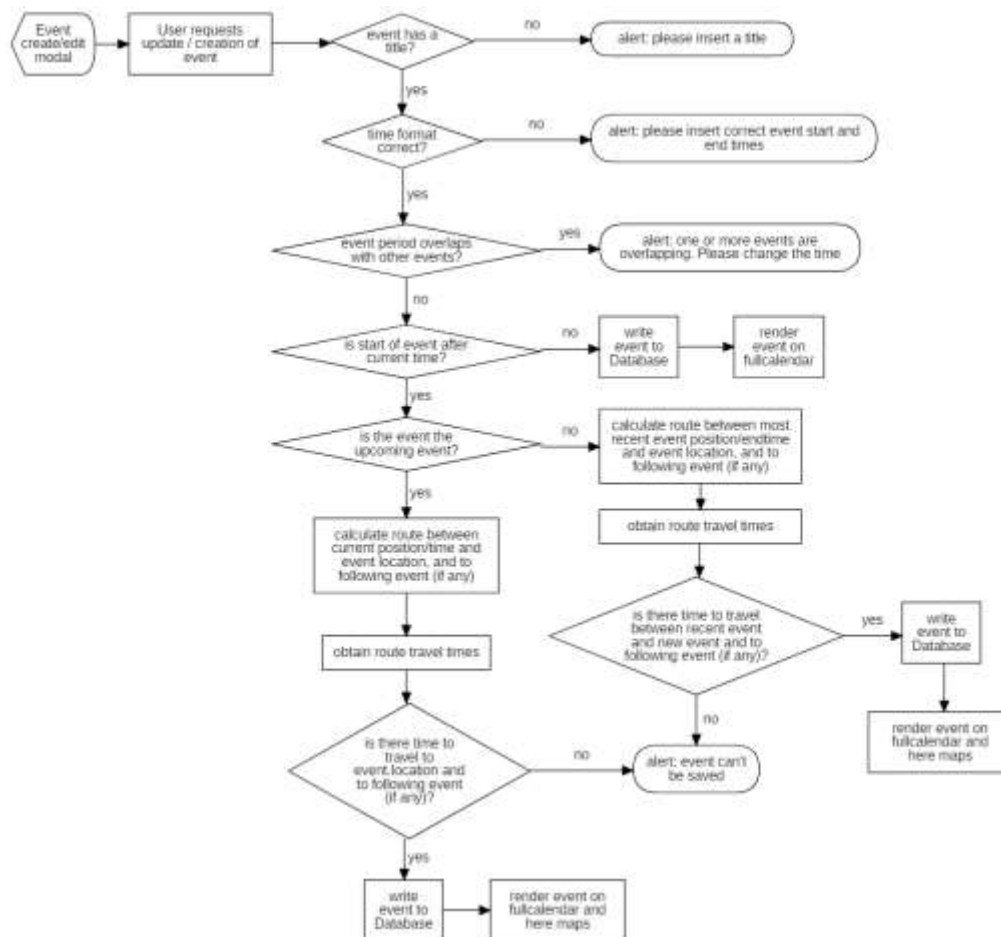 Event
create/edit
modal
User requests
update / creation of
event
event has a
title?
no
alert: please insert a title
yes
time format
correct?
no
alert: please insert correct event start and
end times
yes
event period overlaps
with other events?
yes
alert: one or more events are
overlapping. Please change the time
no
is start of event after
current time?
no
write
event to
Database
render
event on
fullcalendar
yes
is the event the
upcoming event?
no
calculate route between most
recent event position/endtime
and event location, and to
following event (if any)
yes
calculate route between
current position/time and
event location, and to
following event (if any)
obtain route travel times
is there time to travel
between recent event
and new event and to
following event (if any)?
yes
write
event to
Database
obtain route travel times
no
render event on
fullcalendar and
here maps
is there time to
travel to
event.location and
to following event
(if any)?
no
alert: event can't
be saved
yes
write
event to
Database
render event on
fullcalendar and
here maps